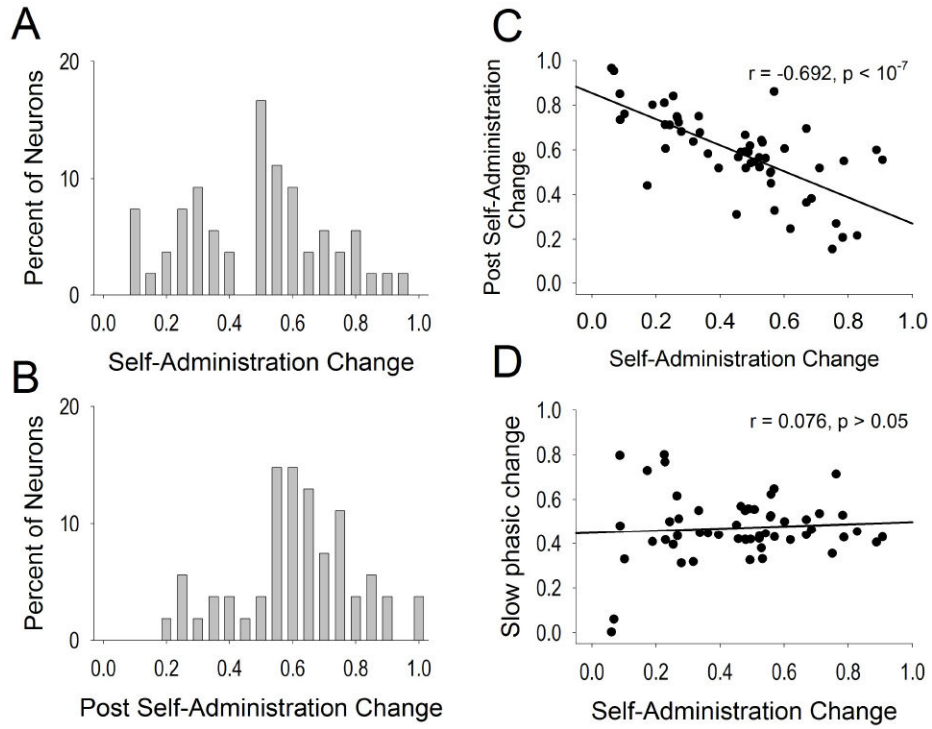 A
20
10
0
Percent of Neurons
0.0 0.2 0.4 0.6 0.8 1.0
Self-Administration Change
B
20
10
0
Percent of Neurons
0.0 0.2 0.4 0.6 0.8 1.0
Post Self-Administration Change
C
1.0
0.8
0.6
0.4
0.2
0.0
Post Self-Administration
Change
r = -0.692, p < 10-7
0.0 0.2 0.4 0.6 0.8 1.0
Self-Administration Change
D
1.0
0.8
0.6
0.4
0.2
0.0
Slow phasic change
r = 0.076, p > 0.05
0.0 0.2 0.4 0.6 0.8 1.0
Self-Administration Change